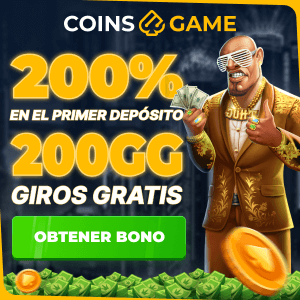 COINS GAME
200%
EN EL PRIMER DEPÓSITO
200GG
GIROS GRATIS
OBTENER BONO